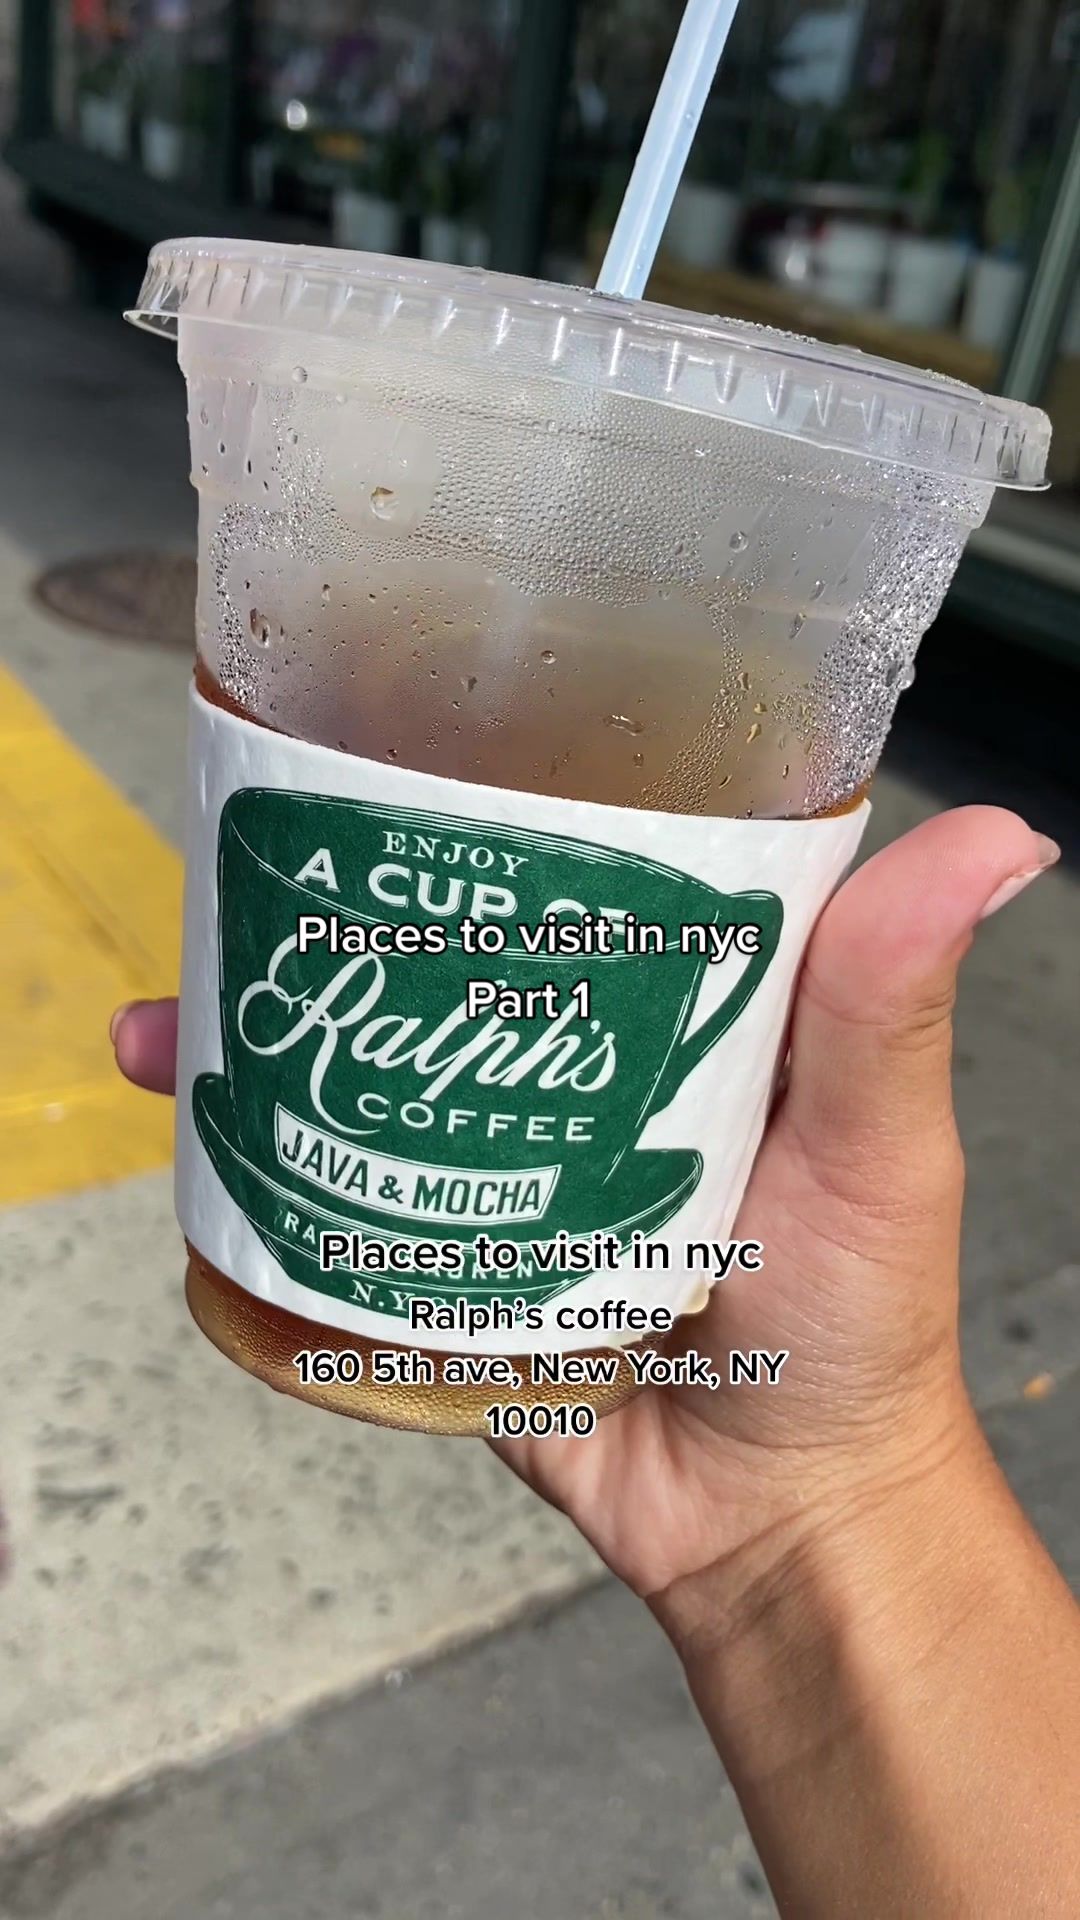 ENJOY
A CUP OF
Places to visit in nyc
Part 1
Ralph's
COFFEE
JAVA & MOCHA
Places to visit in nyc
N.Y.
Ralph’s coffee
160 5th ave, New York, NY
10010